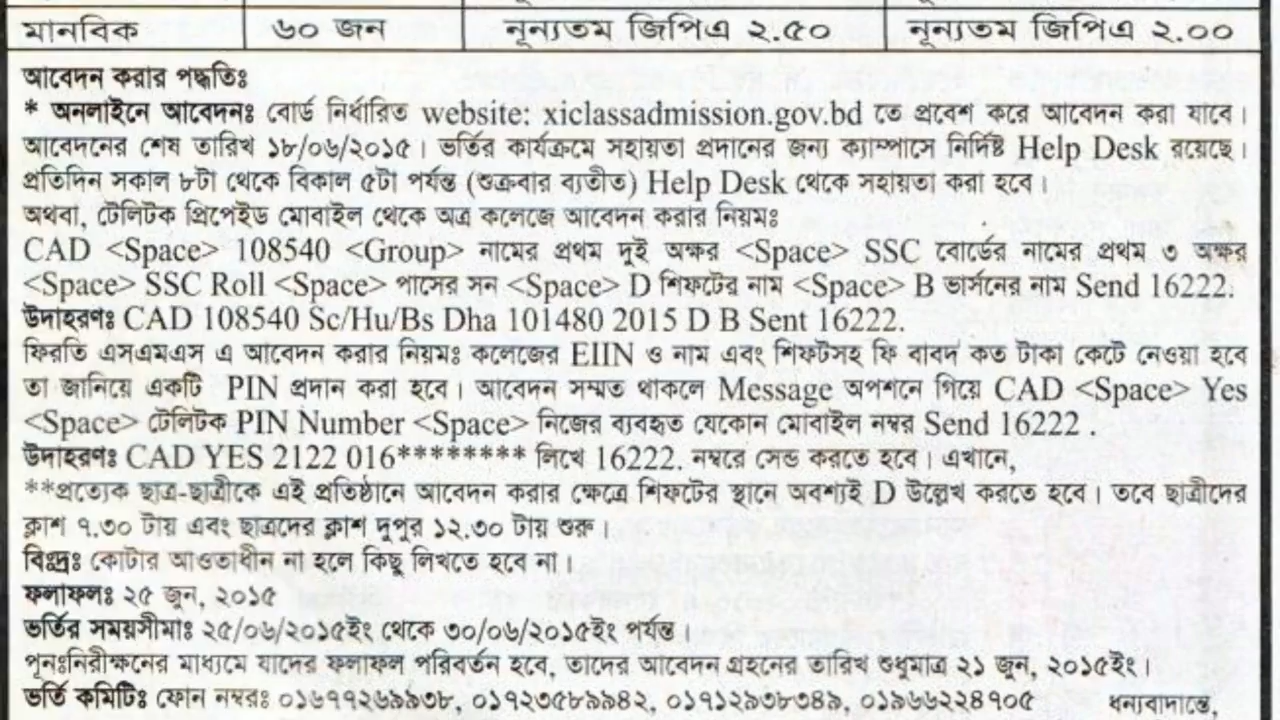 মানবিক ৬০ জন নূন্যতম জিপিএ ২.৫০ নূন্যতম জিপিএ ২.০০
আবেদন করার পদ্ধতিঃ
* অনলাইনে আবেদনঃ বোর্ড নির্ধারিত website: xiclassadmission.gov.bd তে প্রবেশ করে আবেদন করা যাবে।
আবেদনের শেষ তারিখ ১৮/০৬/২০১৫। ভর্তির কার্যক্রমে সহায়তা প্রদানের জন্য ক্যাম্পাসে নির্দিষ্ট Help Desk রয়েছে।
প্রতিদিন সকাল ৮টা থেকে বিকাল ৫টা পর্যন্ত (শুক্রবার ব্যতীত) Help Desk থেকে সহায়তা করা হবে।
অথবা, টেলিটক প্রিপেইড মোবাইল থেকে অত্র কলেজে আবেদন করার নিয়মঃ
CAD <Space> 108540 <Group> নামের প্রথম দুই অক্ষর <Space> SSC বোর্ডের নামের প্রথম ৩ অক্ষর
<Space> SSC Roll <Space> পাসের সন <Space> D শিফটের নাম <Space> B ভার্সনের নাম Send 16222.
উদাহরণঃ CAD 108540 Sc/Hu/Bs Dha 101480 2015 D B Sent 16222.
ফিরতি এসএমএস এ আবেদন করার নিয়মঃ কলেজের EIIN ও নাম এবং শিফটসহ ফি বাবদ কত টাকা কেটে নেওয়া হবে
তা জানিয়ে একটি PIN প্রদান করা হবে। আবেদন সম্মত থাকলে Message অপশনে গিয়ে CAD <Space> Yes
<Space> টেলিটক PIN Number <Space> নিজের ব্যবহৃত যেকোন মোবাইল নম্বর Send 16222 .
উদাহরণঃ CAD YES 2122 016******** লিখে 16222. নম্বরে সেন্ড করতে হবে। এখানে,
**প্রত্যেক ছাত্র-ছাত্রীকে এই প্রতিষ্ঠানে আবেদন করার ক্ষেত্রে শিফটের স্থানে অবশ্যই D উল্লেখ করতে হবে। তবে ছাত্রীদের
ক্লাশ ৭.৩০ টায় এবং ছাত্রদের ক্লাশ দুপুর ১২.৩০ টায় শুরু।
বিঃদ্রঃ কোটার আওতাধীন না হলে কিছু লিখতে হবে না।
ফলাফলঃ ২৫ জুন, ২০১৫
ভর্তির সময়সীমাঃ ২৫/০৬/২০১৫ইং থেকে ৩০/০৬/২০১৫ইং পর্যন্ত।
পূনঃনিরীক্ষনের মাধ্যমে যাদের ফলাফল পরিবর্তন হবে, তাদের আবেদন গ্রহনের তারিখ শুধুমাত্র ২১ জুন, ২০১৫ইং।
ভর্তি কমিটিঃ ফোন নম্বরঃ ০১৬৭৭২৬৯৯৩৮, ০১৭২৩৫৮৯৯৪২, ০১৭১২৯৩৮৩৪৯, ০১৯৬৬২২৪৭০৫ ধন্যবাদান্তে,